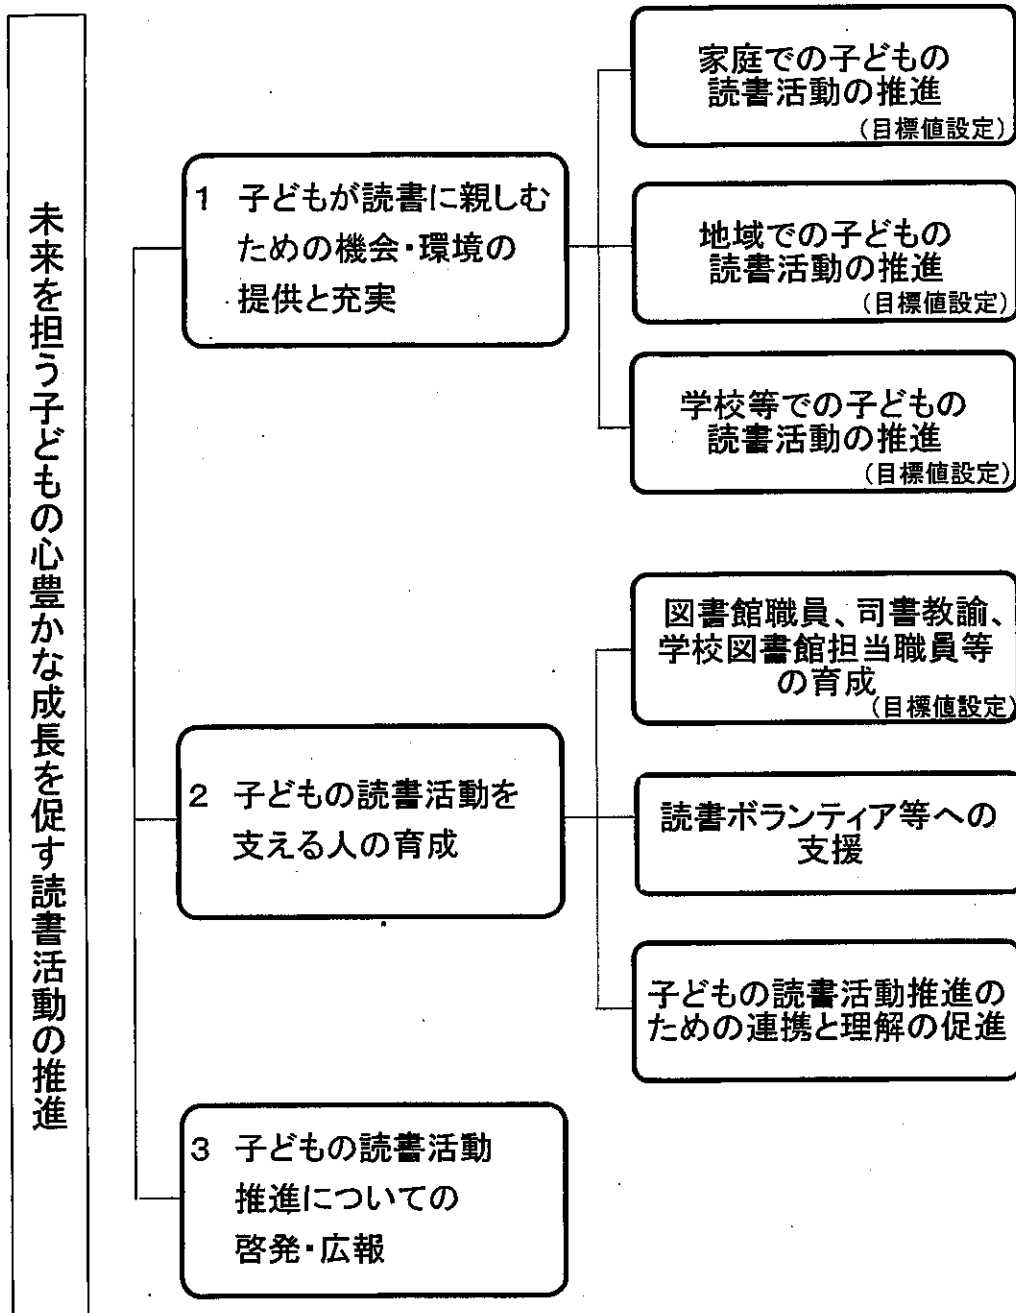 未来を担う子どもの心豊かな成長を促す読書活動の推進
1 子どもが読書に親しむ
ための機会・環境の
提供と充実
家庭での子どもの
読書活動の推進
(目標値設定)
地域での子どもの
読書活動の推進
(目標値設定)
学校等での子どもの
読書活動の推進
(目標値設定)
2 子どもの読書活動を
支える人の育成
図書館職員、司書教諭、
学校図書館担当職員等
の育成
(目標値設定)
読書ボランティア等への
支援
子どもの読書活動推進の
ための連携と理解の促進
3 子どもの読書活動
推進についての
啓発・広報